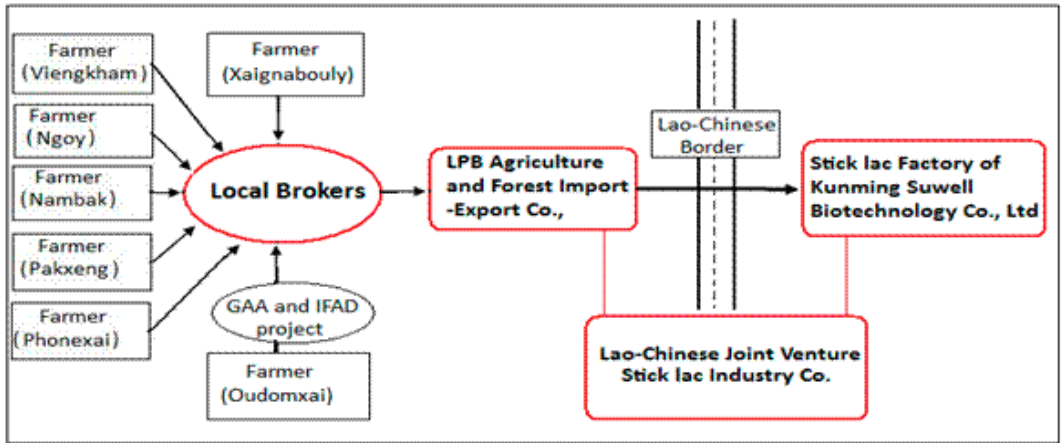 Farmer
(Viengkham)
Farmer
(Xaignabouly)
Farmer
(Ngoy)
Farmer
(Nambak)
Farmer
(Pakxeng)
Farmer
(Phonexai)
Local Brokers
GAA and IFAD
project
Farmer
(Oudomxai)
LPB Agriculture
and Forest Import
-Export Co.,
Lao-Chinese
Border
Stick lac Factory of
Kunming Suwell
Biotechnology Co., Ltd
Lao-Chinese Joint Venture
Stick lac Industry Co.